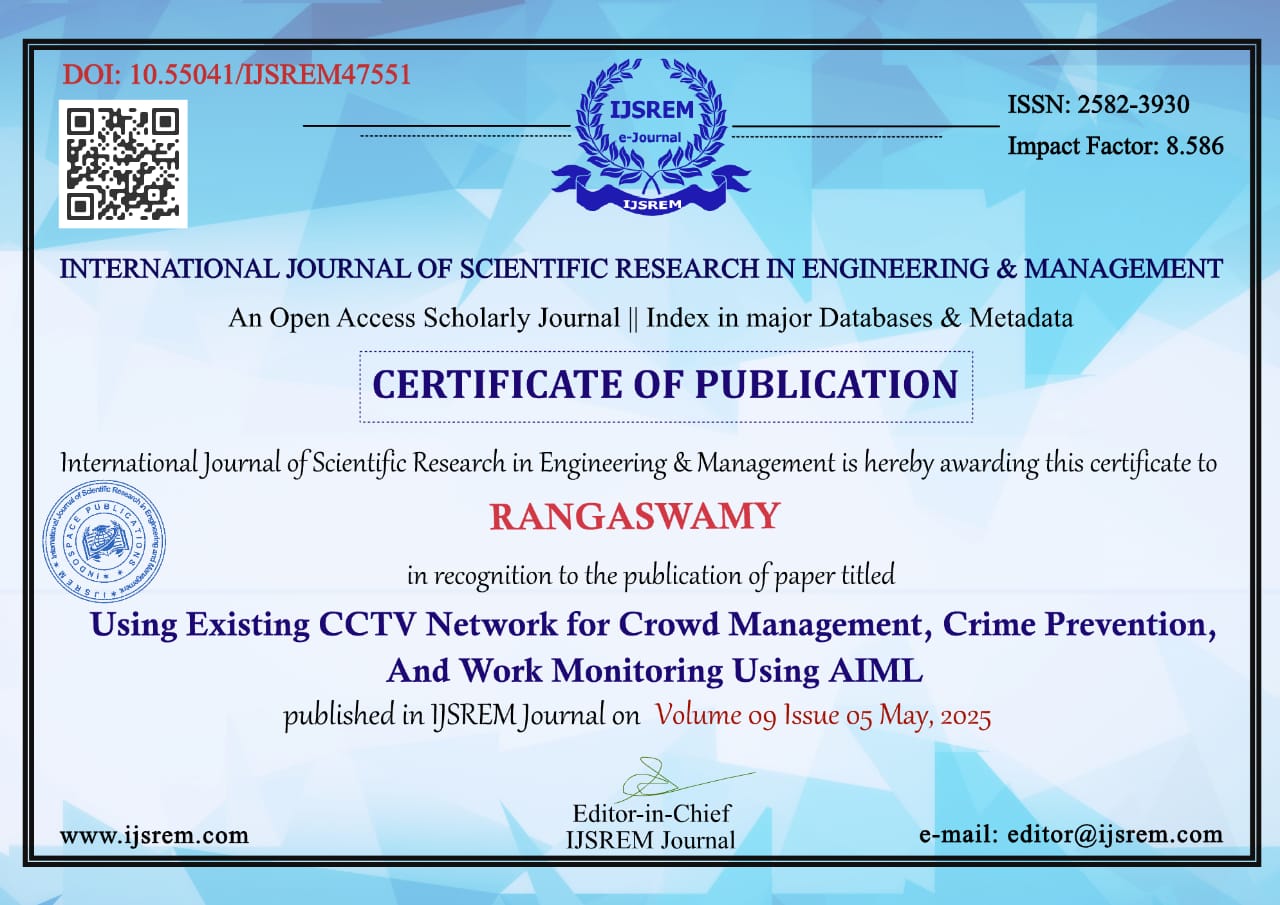 DOI: 10.55041/IJSREM47551
IJSREM
e-Journal
IJSREM
ISSN: 2582-3930
Impact Factor: 8.586
INTERNATIONAL JOURNAL OF SCIENTIFIC RESEARCH IN ENGINEERING & MANAGEMENT
An Open Access Scholarly Journal || Index in major Databases & Metadata
CERTIFICATE OF PUBLICATION
International Journal of Scientific Research in Engineering & Management is hereby awarding this certificate to
RANGASWAMY
International Journal of Scientific Research in Engineering and Management
IJSREM
INDOSPACE PUBLICATIONS
in recognition to the publication of paper titled
Using Existing CCTV Network for Crowd Management, Crime Prevention,
And Work Monitoring Using AIML
published in IJSREM Journal on Volume 09 Issue 05 May, 2025
Editor-in-Chief
IJSREM Journal
www.ijsrem.com
e-mail: editor@ijsrem.com